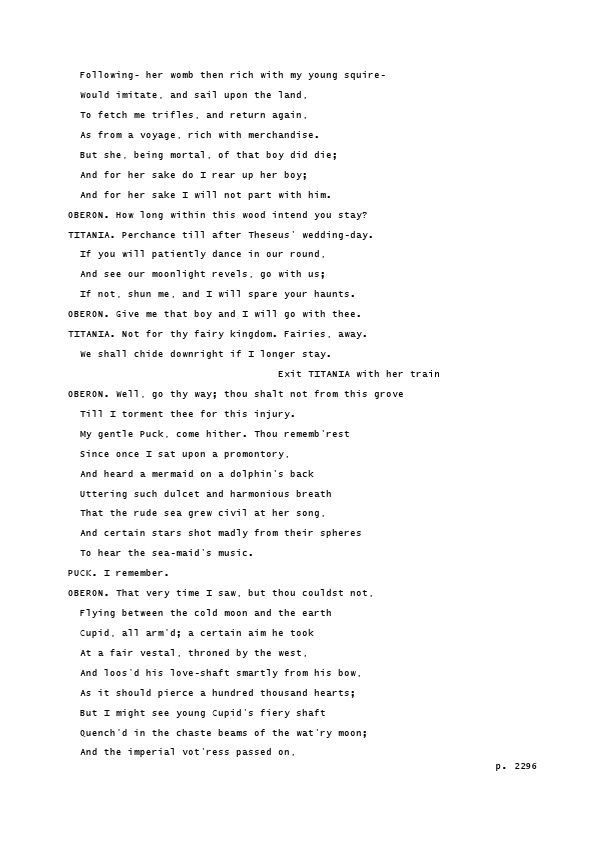 Following- her womb then rich with my young squire-
Would imitate, and sail upon the land,
To fetch me trifles, and return again,
As from a voyage, rich with merchandise.
But she, being mortal, of that boy did die;
And for her sake do I rear up her boy;
And for her sake I will not part with him.
OBERON. How long within this wood intend you stay?
TITANIA. Perchance till after Theseus' wedding-day.
If you will patiently dance in our round,
And see our moonlight revels, go with us;
If not, shun me, and I will spare your haunts.
OBERON. Give me that boy and I will go with thee.
TITANIA. Not for thy fairy kingdom. Fairies, away.
We shall chide downright if I longer stay.
Exit TITANIA with her train
OBERON. Well, go thy way; thou shalt not from this grove
Till I torment thee for this injury.
My gentle Puck, come hither. Thou rememb'rest
Since once I sat upon a promontory,
And heard a mermaid on a dolphin's back
Uttering such dulcet and harmonious breath
That the rude sea grew civil at her song,
And certain stars shot madly from their spheres
To hear the sea-maid's music.
PUCK. I remember.
OBERON. That very time I saw, but thou couldst not,
Flying between the cold moon and the earth
Cupid, all arm'd; a certain aim he took
At a fair vestal, throned by the west,
And loos'd his love-shaft smartly from his bow,
As it should pierce a hundred thousand hearts;
But I might see young Cupid's fiery shaft
Quench'd in the chaste beams of the wat'ry moon;
And the imperial vot'ress passed on,
p. 2296